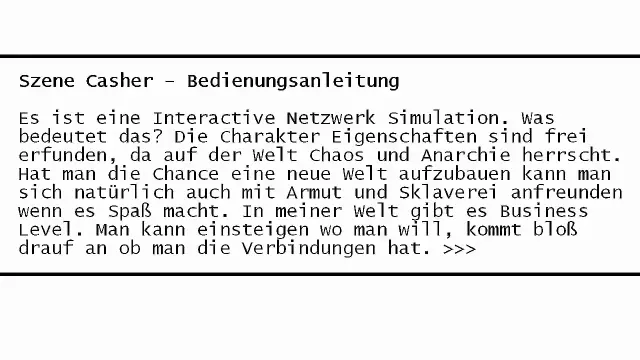 Szene Casher – Bedienungsanleitung
Es ist eine Interactive Netzwerk Simulation. Was
bedeutet das? Die Charakter Eigenschaften sind frei
erfunden, da auf der Welt Chaos und Anarchie herrscht.
Hat man die Chance eine neue Welt aufzubauen kann man
sich natürlich auch mit Armut und Sklaverei anfreunden
wenn es Spaß macht. In meiner Welt gibt es Business
Level. Man kann einsteigen wo man will, kommt bloß
drauf an ob man die Verbindungen hat. >>>